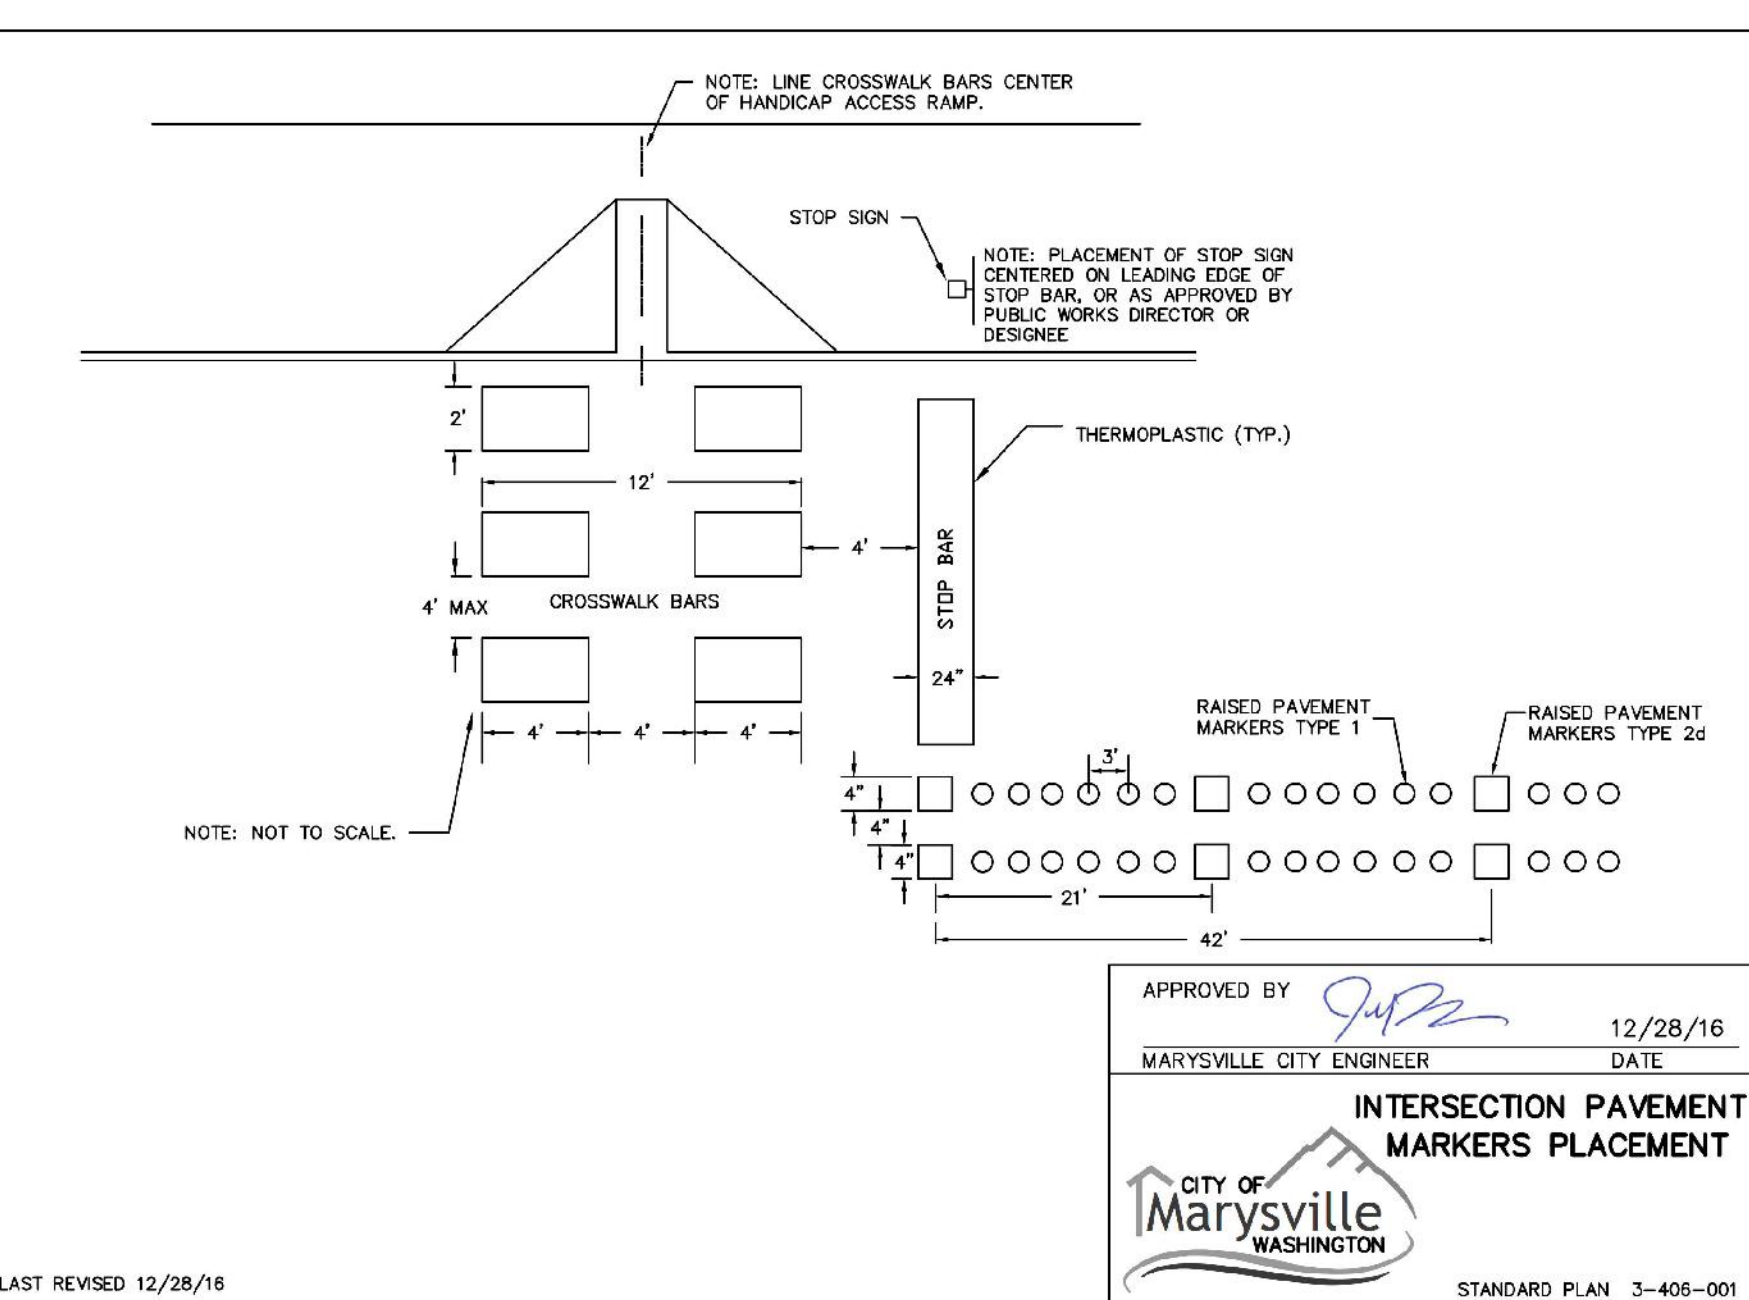 NOTE: LINE CROSSWALK BARS CENTER
OF HANDICAP ACCESS RAMP.
STOP SIGN
NOTE: PLACEMENT OF STOP SIGN
CENTERED ON LEADING EDGE OF
STOP BAR, OR AS APPROVED BY
PUBLIC WORKS DIRECTOR OR
DESIGNEE
2'
THERMOPLASTIC (TYP.)
12'
4'
STOP BAR
4' MAX
CROSSWALK BARS
24"
4'
4'
4'
RAISED PAVEMENT
MARKERS TYPE 1
RAISED PAVEMENT
MARKERS TYPE 2d
3'
4"
4"
4"
NOTE: NOT TO SCALE.
21'
42'
APPROVED BY
12/28/16
MARYSVILLE CITY ENGINEER
DATE
INTERSECTION PAVEMENT
MARKERS PLACEMENT
CITY OF
Marysville
WASHINGTON
LAST REVISED 12/28/16
STANDARD PLAN 3-406-001